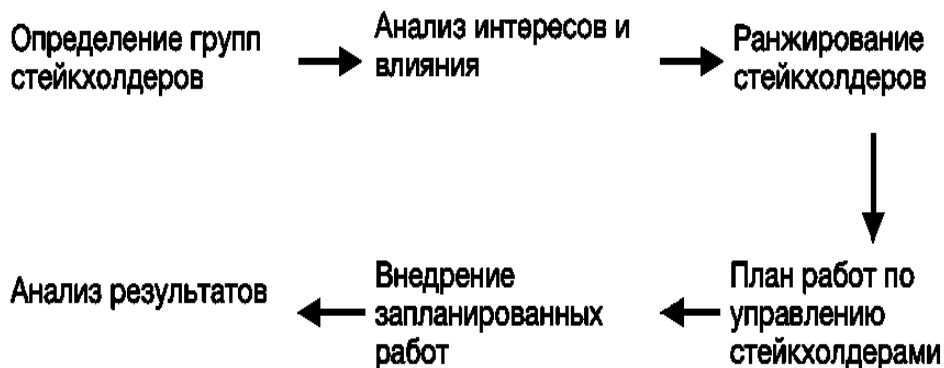 Определение групп
стейкхолдеров
Анализ интересов и
влияния
Ранжирование
стейкхолдеров
План работ по
управлению
стейкхолдерами
Внедрение
запланированных
работ
Анализ результатов